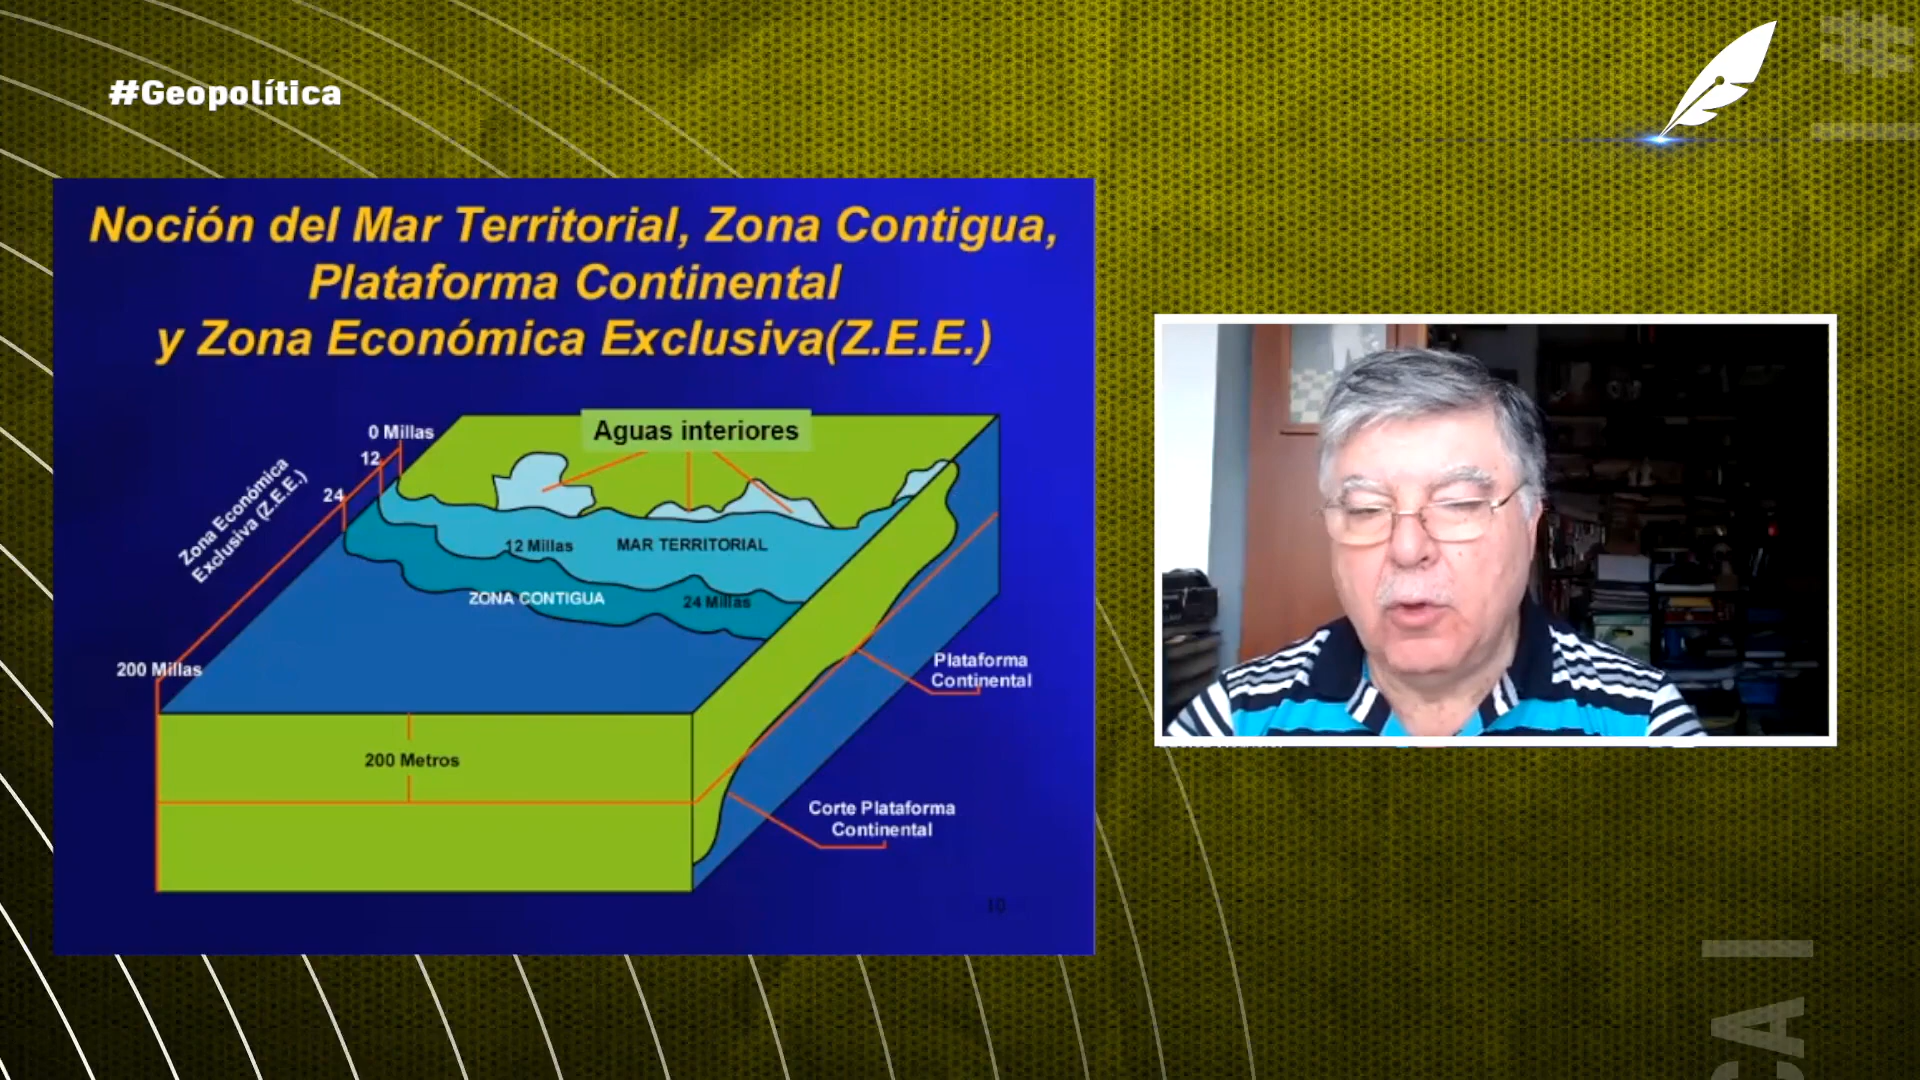 #Geopolítica
Noción del Mar Territorial, Zona Contigua,
Plataforma Continental
y Zona Económica Exclusiva(Z.E.E.)
Aguas interiores
0 Millas
12
24
Zona Económica
Exclusiva (Z.E.E.)
12 Millas
MAR TERRITORIAL
ZONA CONTIGUA
24 Millas
200 Millas
Plataforma
Continental
200 Metros
Corte Plataforma
Continental
10
#
CA